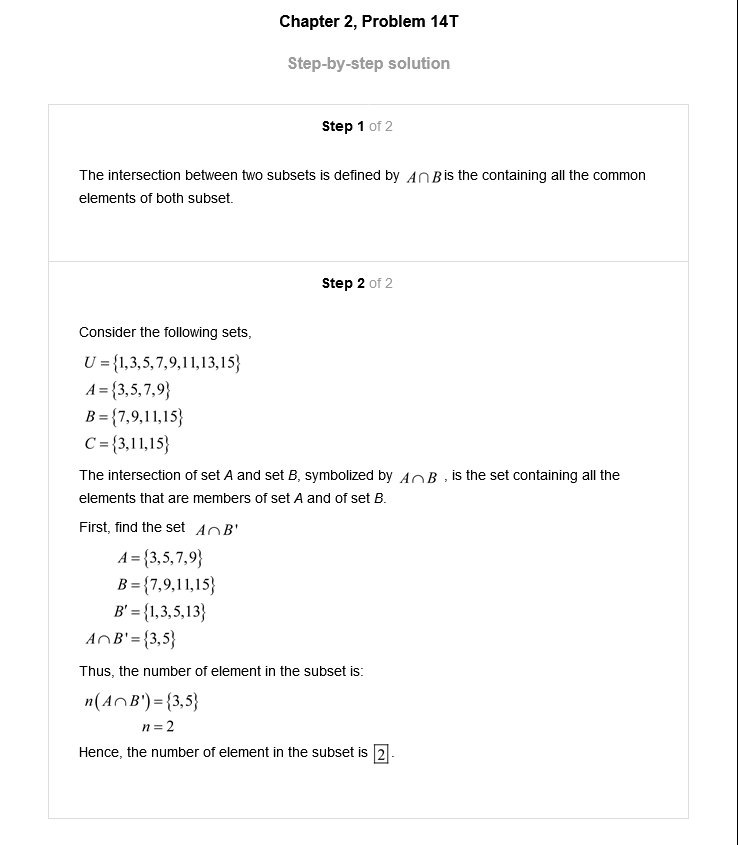 Chapter 2, Problem 14T
Step-by-step solution
Step 1 of 2
The intersection between two subsets is defined by A∩B is the containing all the common
elements of both subset.
Step 2 of 2
Consider the following sets,
U = {1,3,5,7,9,11,13,15}
A = {3,5,7,9}
B = {7,9,11,15}
C = {3,11,15}
The intersection of set A and set B, symbolized by A∩B , is the set containing all the
elements that are members of set A and of set B.
First, find the set A∩B'
A = {3,5,7,9}
B = {7,9,11,15}
B' = {1,3,5,13}
A∩B' = {3,5}
Thus, the number of element in the subset is:
n(A∩B') = {3,5}
n = 2
Hence, the number of element in the subset is 2 .